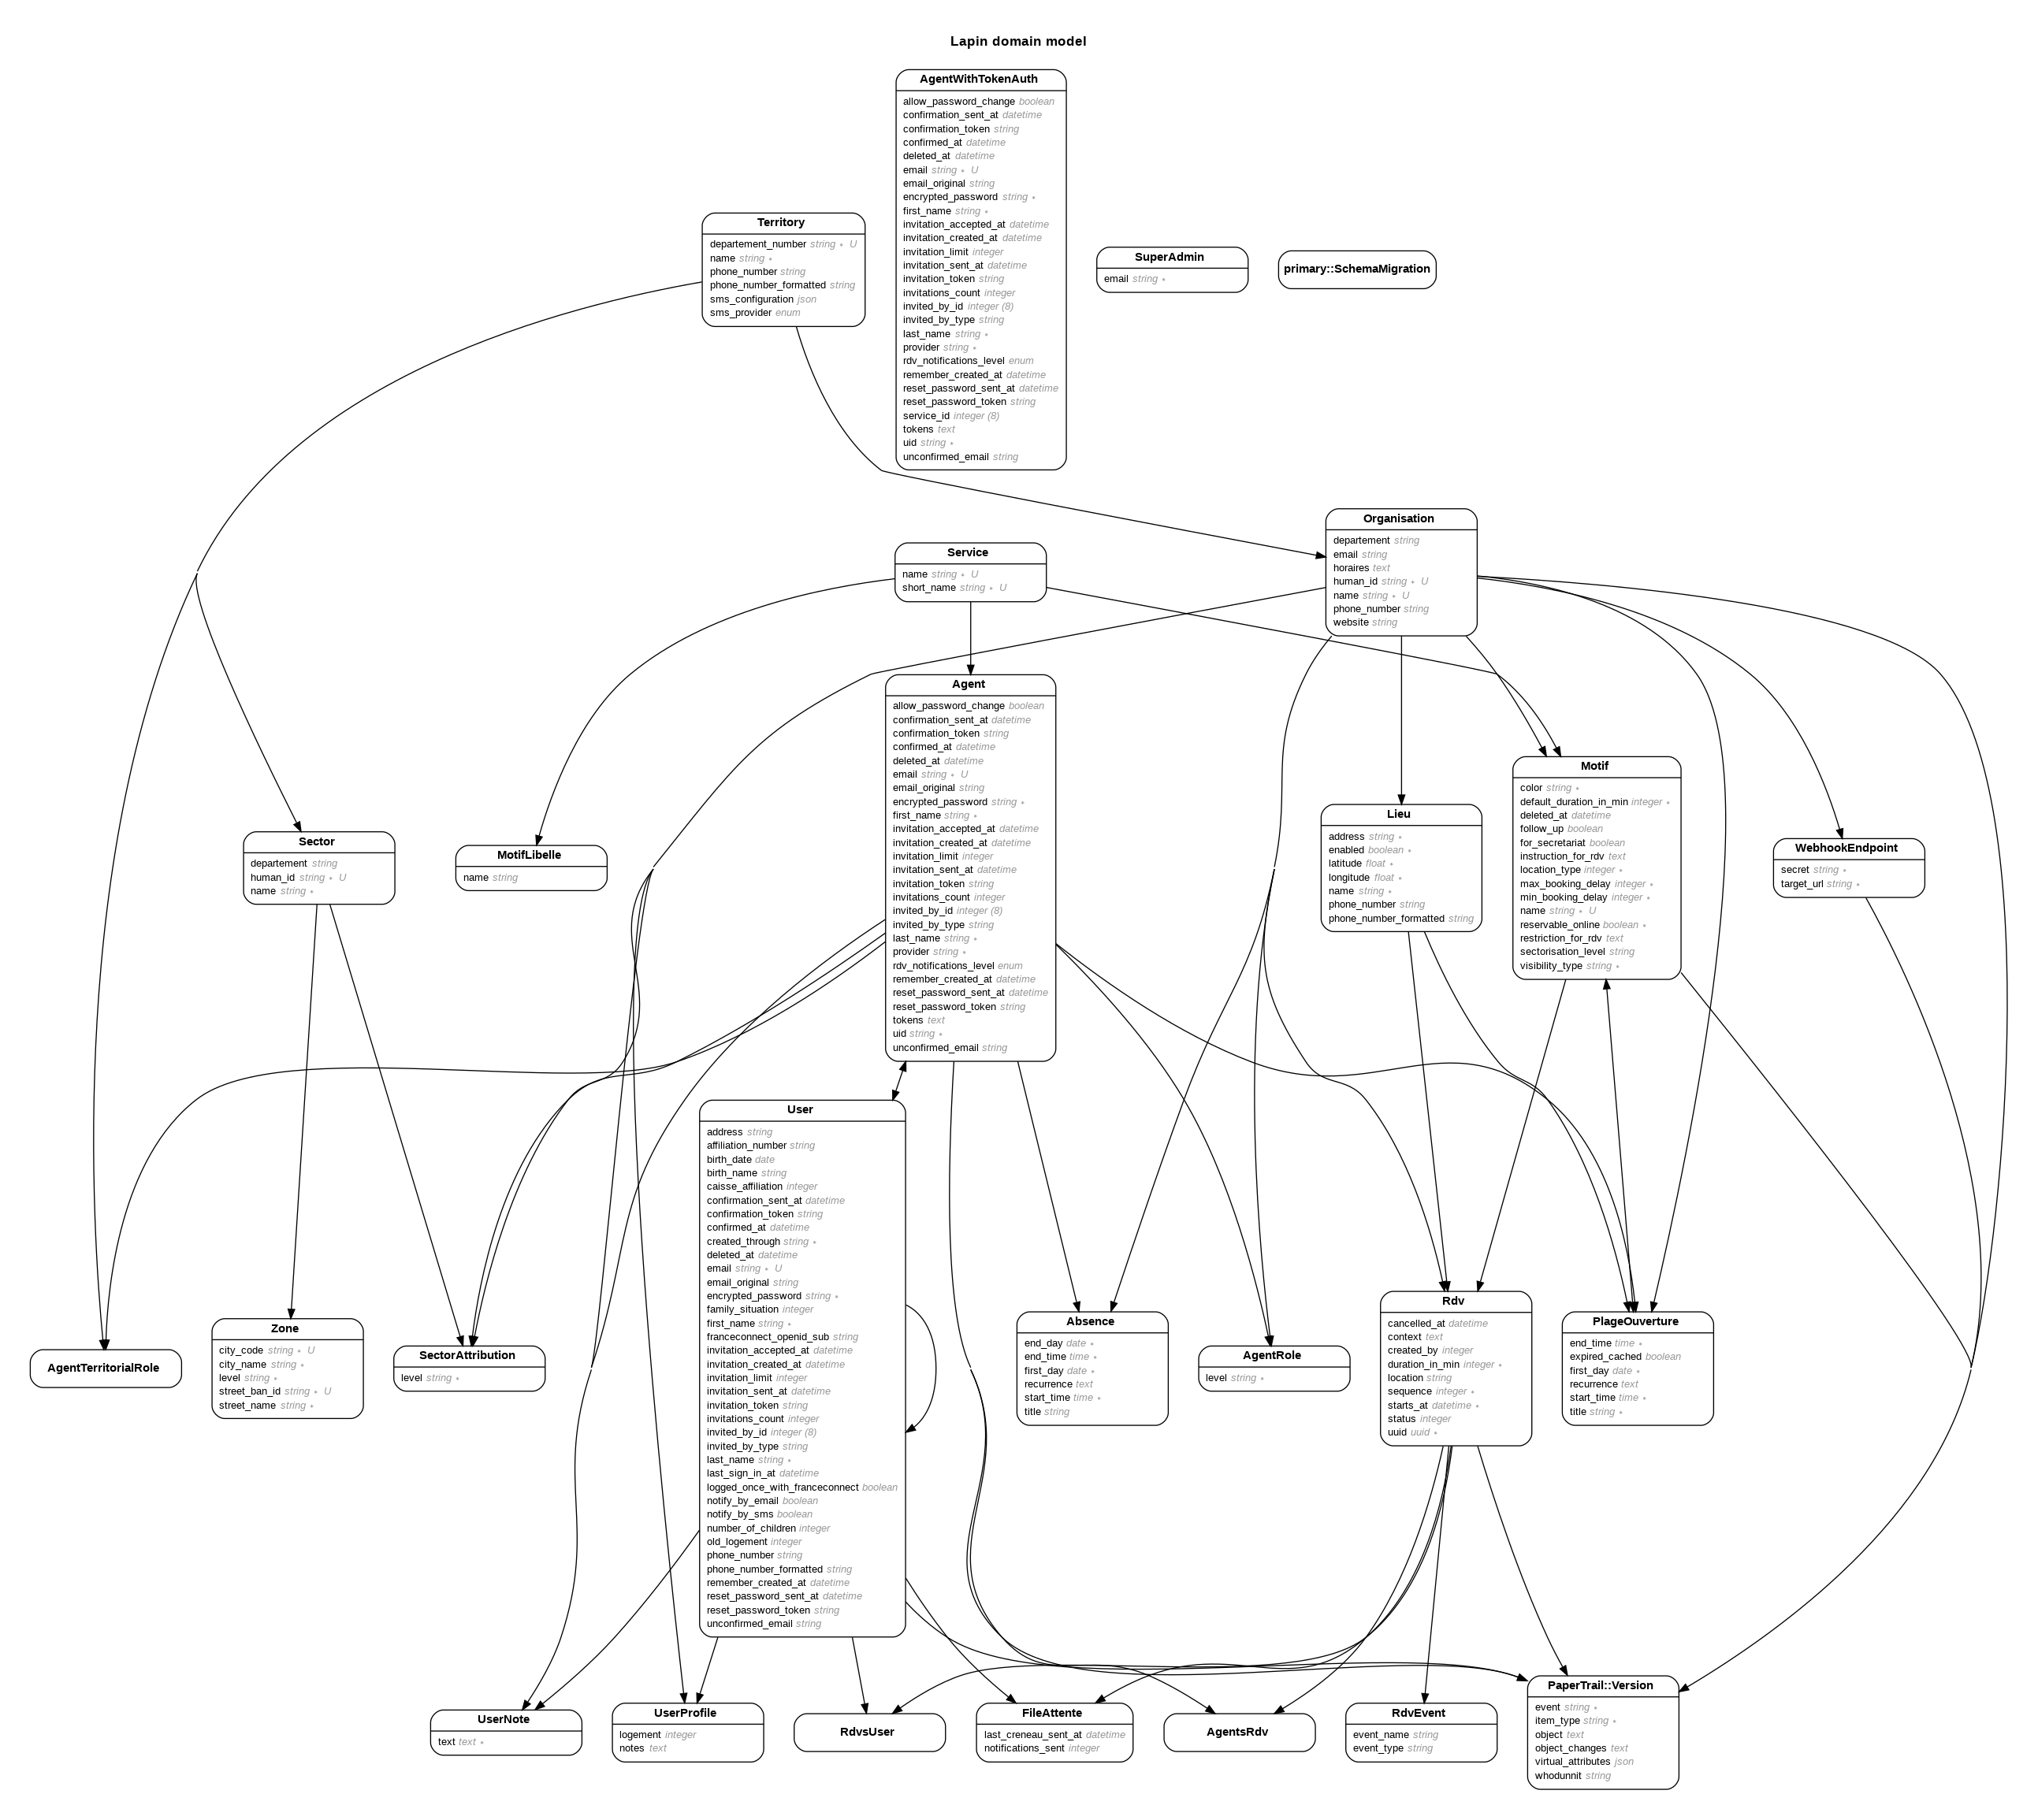 Lapin domain model
AgentWithTokenAuth
allow_password_change boolean
confirmation_sent_at datetime
confirmation_token string
confirmed_at datetime
deleted_at datetime
email string ∗ U
email_original string
encrypted_password string ∗
first_name string ∗
invitation_accepted_at datetime
invitation_created_at datetime
invitation_limit integer
invitation_sent_at datetime
invitation_token string
invitations_count integer
invited_by_id integer (8)
invited_by_type string
last_name string ∗
provider string ∗
rdv_notifications_level enum
remember_created_at datetime
reset_password_sent_at datetime
reset_password_token string
service_id integer (8)
tokens text
uid string ∗
unconfirmed_email string
Territory
departement_number string ∗ U
name string ∗
phone_number string
phone_number_formatted string
sms_configuration json
sms_provider enum
SuperAdmin
email string ∗
primary::SchemaMigration
Organisation
departement string
email string
horaires text
human_id string ∗ U
name string ∗ U
phone_number string
website string
Service
name string ∗ U
short_name string ∗ U
Agent
allow_password_change boolean
confirmation_sent_at datetime
confirmation_token string
confirmed_at datetime
deleted_at datetime
email string ∗ U
email_original string
encrypted_password string ∗
first_name string ∗
invitation_accepted_at datetime
invitation_created_at datetime
invitation_limit integer
invitation_sent_at datetime
invitation_token string
invitations_count integer
invited_by_id integer (8)
invited_by_type string
last_name string ∗
provider string ∗
rdv_notifications_level enum
remember_created_at datetime
reset_password_sent_at datetime
reset_password_token string
tokens text
uid string ∗
unconfirmed_email string
Motif
color string ∗
default_duration_in_min integer ∗
deleted_at datetime
follow_up boolean
for_secretariat boolean
instruction_for_rdv text
location_type integer ∗
max_booking_delay integer ∗
min_booking_delay integer ∗
name string ∗ U
reservable_online boolean ∗
restriction_for_rdv text
sectorisation_level string
visibility_type string ∗
Lieu
address string ∗
enabled boolean ∗
latitude float ∗
longitude float ∗
name string ∗
phone_number string
phone_number_formatted string
Sector
departement string
human_id string ∗ U
name string ∗
MotifLibelle
name string
WebhookEndpoint
secret string ∗
target_url string ∗
User
address string
affiliation_number string
birth_date date
birth_name string
caisse_affiliation integer
confirmation_sent_at datetime
confirmation_token string
confirmed_at datetime
created_through string ∗
deleted_at datetime
email string ∗ U
email_original string
encrypted_password string ∗
family_situation integer
first_name string ∗
franceconnect_openid_sub string
invitation_accepted_at datetime
invitation_created_at datetime
invitation_limit integer
invitation_sent_at datetime
invitation_token string
invitations_count integer
invited_by_id integer (8)
invited_by_type string
last_name string ∗
last_sign_in_at datetime
logged_once_with_franceconnect boolean
notify_by_email boolean
notify_by_sms boolean
number_of_children integer
old_logement integer
phone_number string
phone_number_formatted string
remember_created_at datetime
reset_password_sent_at datetime
reset_password_token string
unconfirmed_email string
AgentTerritorialRole
Zone
city_code string ∗ U
city_name string ∗
level string ∗
street_ban_id string ∗ U
street_name string ∗
SectorAttribution
level string ∗
Absence
end_day date ∗
end_time time ∗
first_day date ∗
recurrence text
start_time time ∗
title string
AgentRole
level string ∗
Rdv
cancelled_at datetime
context text
created_by integer
duration_in_min integer ∗
location string
sequence integer ∗
starts_at datetime ∗
status integer
uuid uuid ∗
PlageOuverture
end_time time ∗
expired_cached boolean
first_day date ∗
recurrence text
start_time time ∗
title string ∗
UserNote
text text ∗
UserProfile
logement integer
notes text
RdvsUser
FileAttente
last_creneau_sent_at datetime
notifications_sent integer
AgentsRdv
RdvEvent
event_name string
event_type string
PaperTrail::Version
event string ∗
item_type string ∗
object text
object_changes text
virtual_attributes json
whodunnit string